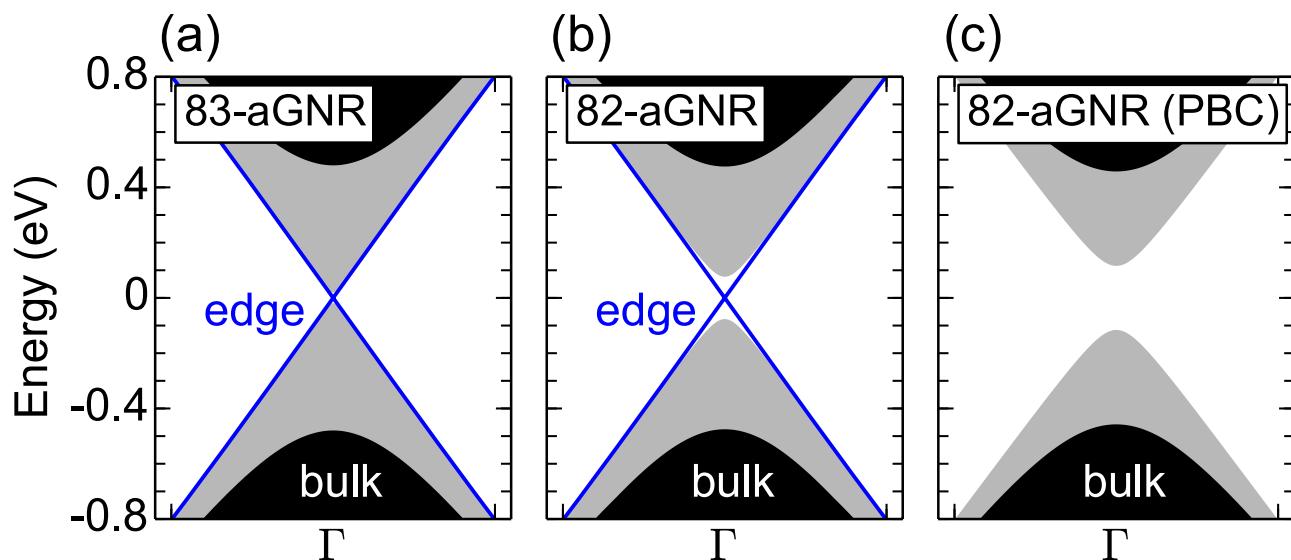 (a) (b) (c)
0.8
83-aGNR 82-aGNR 82-aGNR (PBC)
0.4
Energy (eV)
0
edge edge
-0.4
bulk bulk
-0.8
Γ Γ Γ